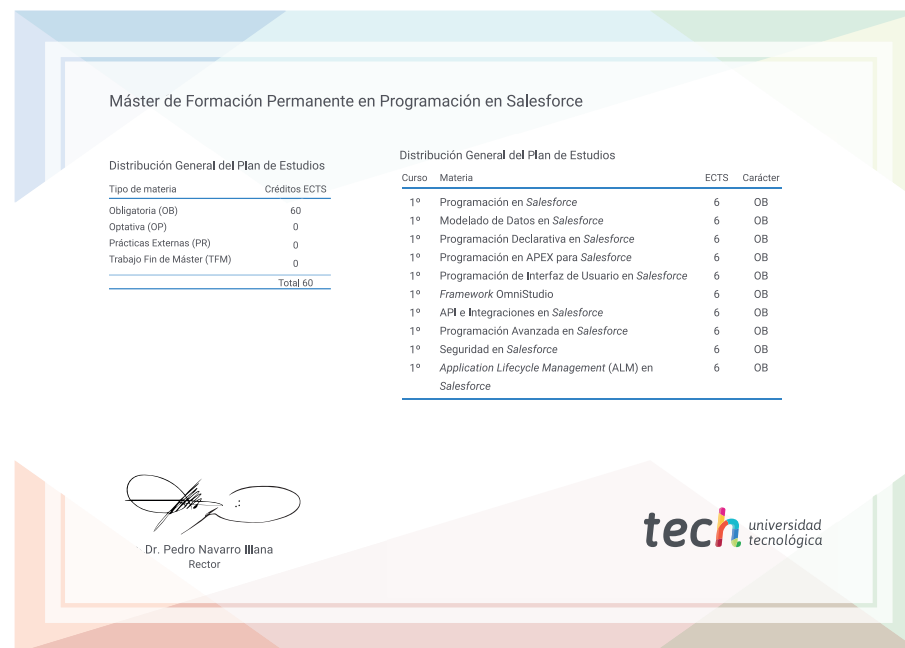 Máster de Formación Permanente en Programación en Salesforce
Distribución General del Plan de Estudios
Tipo de materia Créditos ECTS
Obligatoria (OB) 60
Optativa (OP) 0
Prácticas Externas (PR) 0
Trabajo Fin de Máster (TFM) 0
Total 60
Distribución General del Plan de Estudios
Curso Materia ECTS Carácter
1º Programación en Salesforce 6 OB
1º Modelado de Datos en Salesforce 6 OB
1º Programación Declarativa en Salesforce 6 OB
1º Programación en APEX para Salesforce 6 OB
1º Programación de Interfaz de Usuario en Salesforce 6 OB
1º Framework OmniStudio 6 OB
1º API e Integraciones en Salesforce 6 OB
1º Programación Avanzada en Salesforce 6 OB
1º Seguridad en Salesforce 6 OB
1º Application Lifecycle Management (ALM) en 6 OB
Salesforce
Dr. Pedro Navarro Illana
Rector
tech universidad
tecnológica